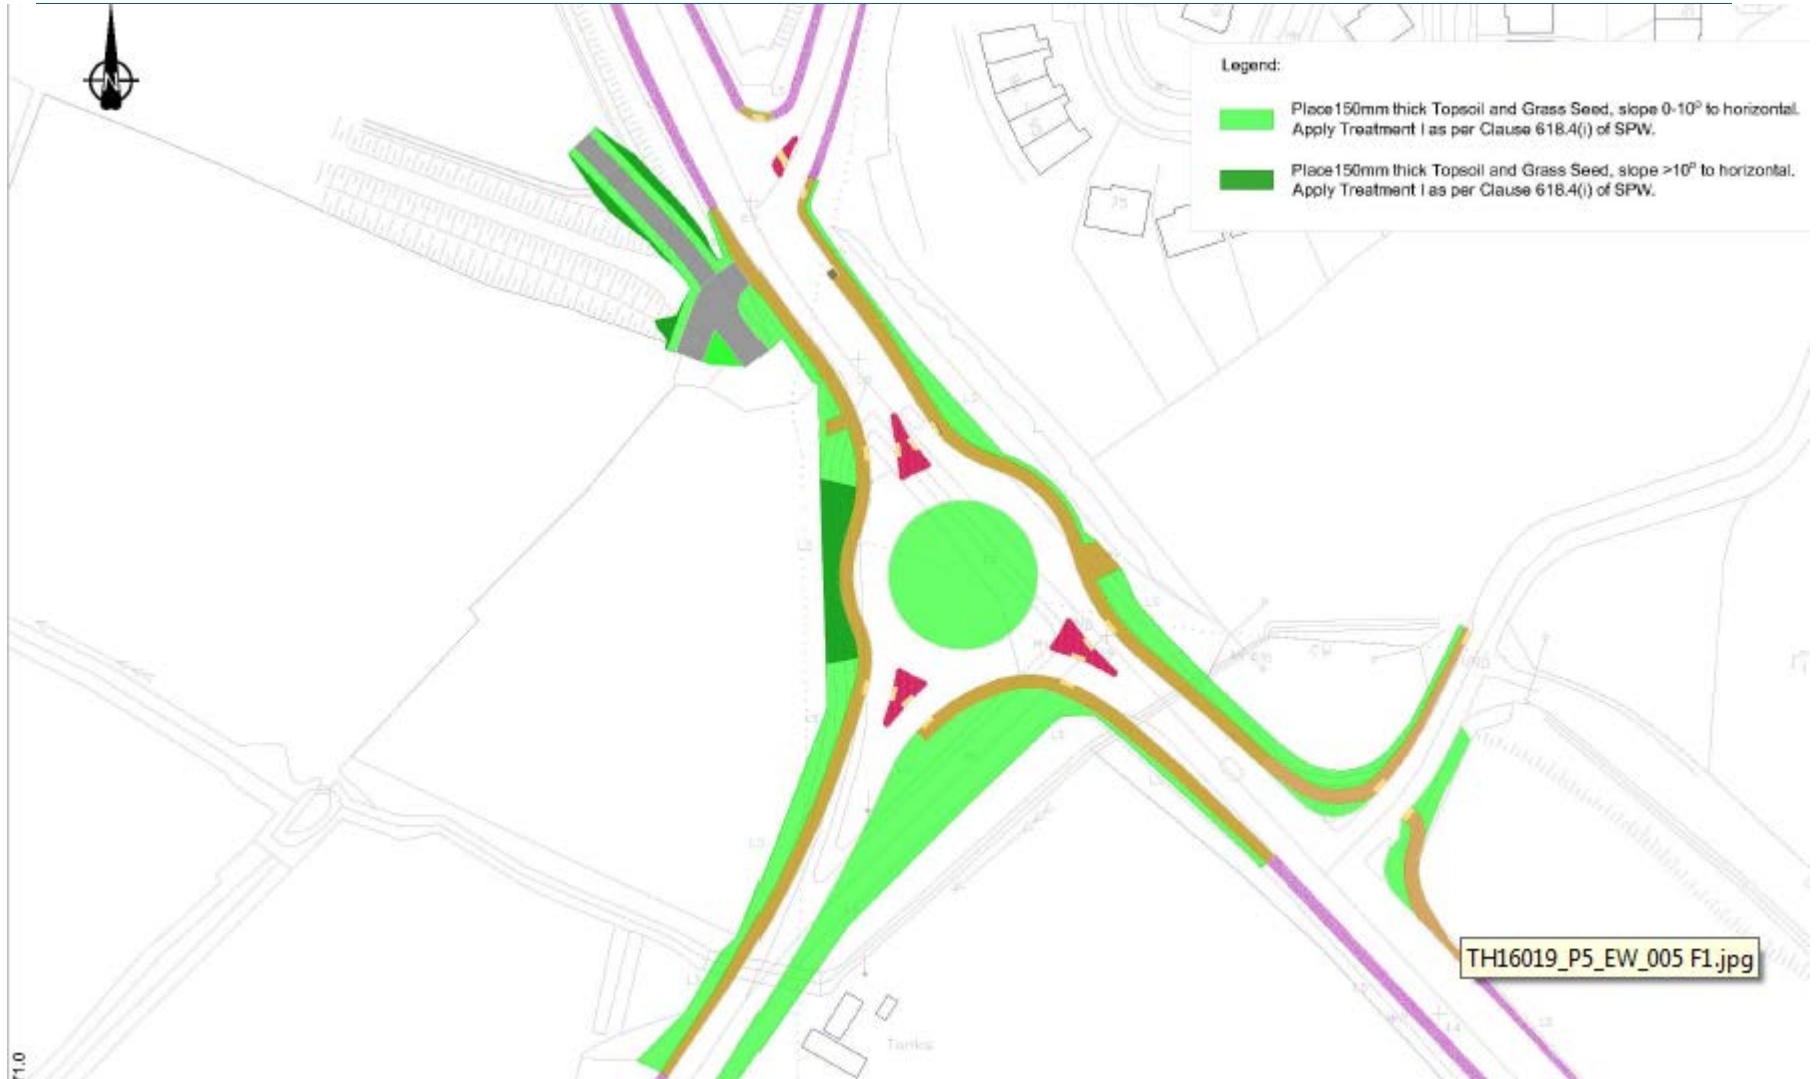 N
Legend:
Place150mm thick Topsoil and Grass Seed, slope 0-10° to horizontal.
Apply Treatment I as per Clause 618.4(i) of SPW.
Place150mm thick Topsoil and Grass Seed, slope >10° to horizontal.
Apply Treatment I as per Clause 618.4(i) of SPW.
TH16019_P5_EW_005 F1.jpg
Tanks
71.0